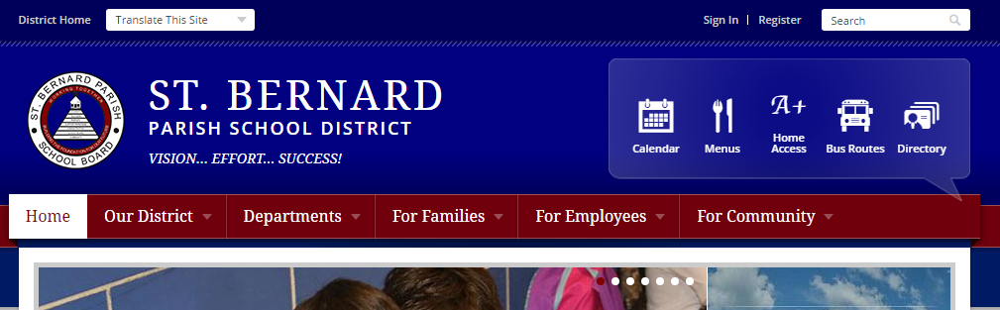 District Home
Translate This Site
Sign In
Register
Search
ST. BERNARD PARISH
WORKING TOGETHER
SCHOOL BOARD
ST. BERNARD
PARISH SCHOOL DISTRICT
VISION... EFFORT... SUCCESS!
Calendar
Menus
A+
Home
Access
Bus Routes
Directory
Home
Our District
Departments
For Families
For Employees
For Community